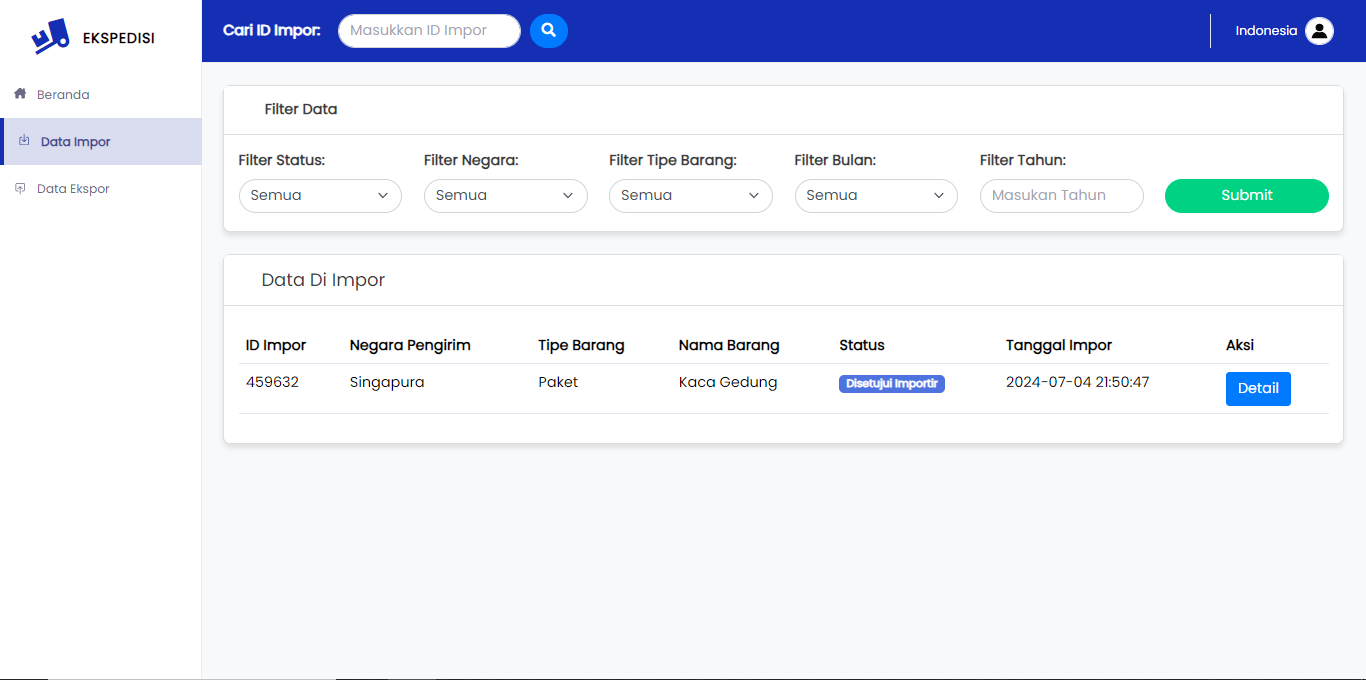 EKSPEDISI
Cari ID Impor: Masukkan ID Impor
Indonesia
Beranda
Data Impor
Data Ekspor
Filter Data
Filter Status: Filter Negara: Filter Tipe Barang: Filter Bulan: Filter Tahun:
Semua Semua Semua Semua Masukan Tahun Submit
Data Di Impor
ID Impor Negara Pengirim Tipe Barang Nama Barang Status Tanggal Impor Aksi
459632 Singapura Paket Kaca Gedung Disetujui Importir 2024-07-04 21:50:47 Detail